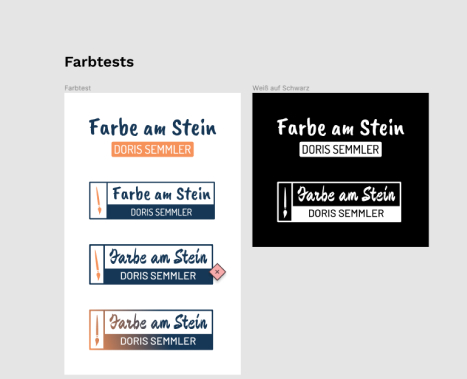 Farbtests
Farbtest
Farbe am Stein
DORIS SEMMLER
Farbe am Stein
DORIS SEMMLER
Farbe am Stein
DORIS SEMMLER
Farbe am Stein
DORIS SEMMLER
Weiß auf Schwarz
Farbe am Stein
DORIS SEMMLER
Farbe am Stein
DORIS SEMMLER